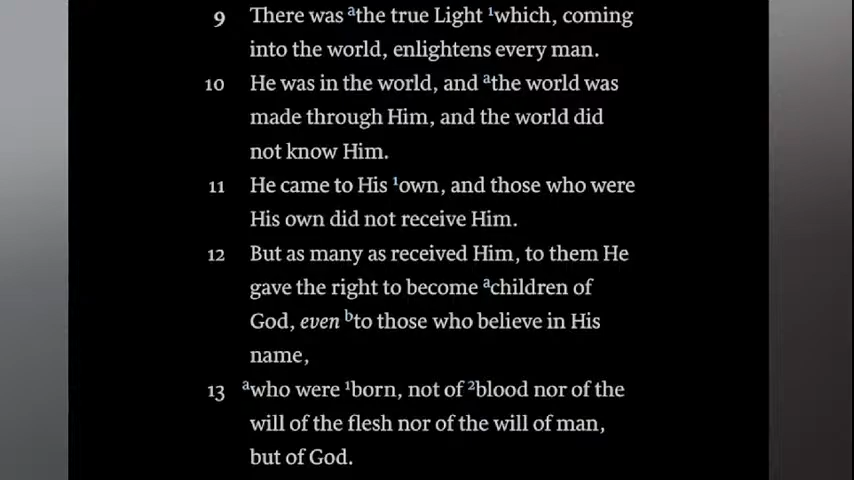 9 There was ᵃthe true Light ¹which, coming
into the world, enlightens every man.
10 He was in the world, and ᵃthe world was
made through Him, and the world did
not know Him.
11 He came to His ¹own, and those who were
His own did not receive Him.
12 But as many as received Him, to them He
gave the right to become ᵃchildren of
God, even ᵇto those who believe in His
name,
13 ᵃwho were ¹born, not of ²blood nor of the
will of the flesh nor of the will of man,
but of God.